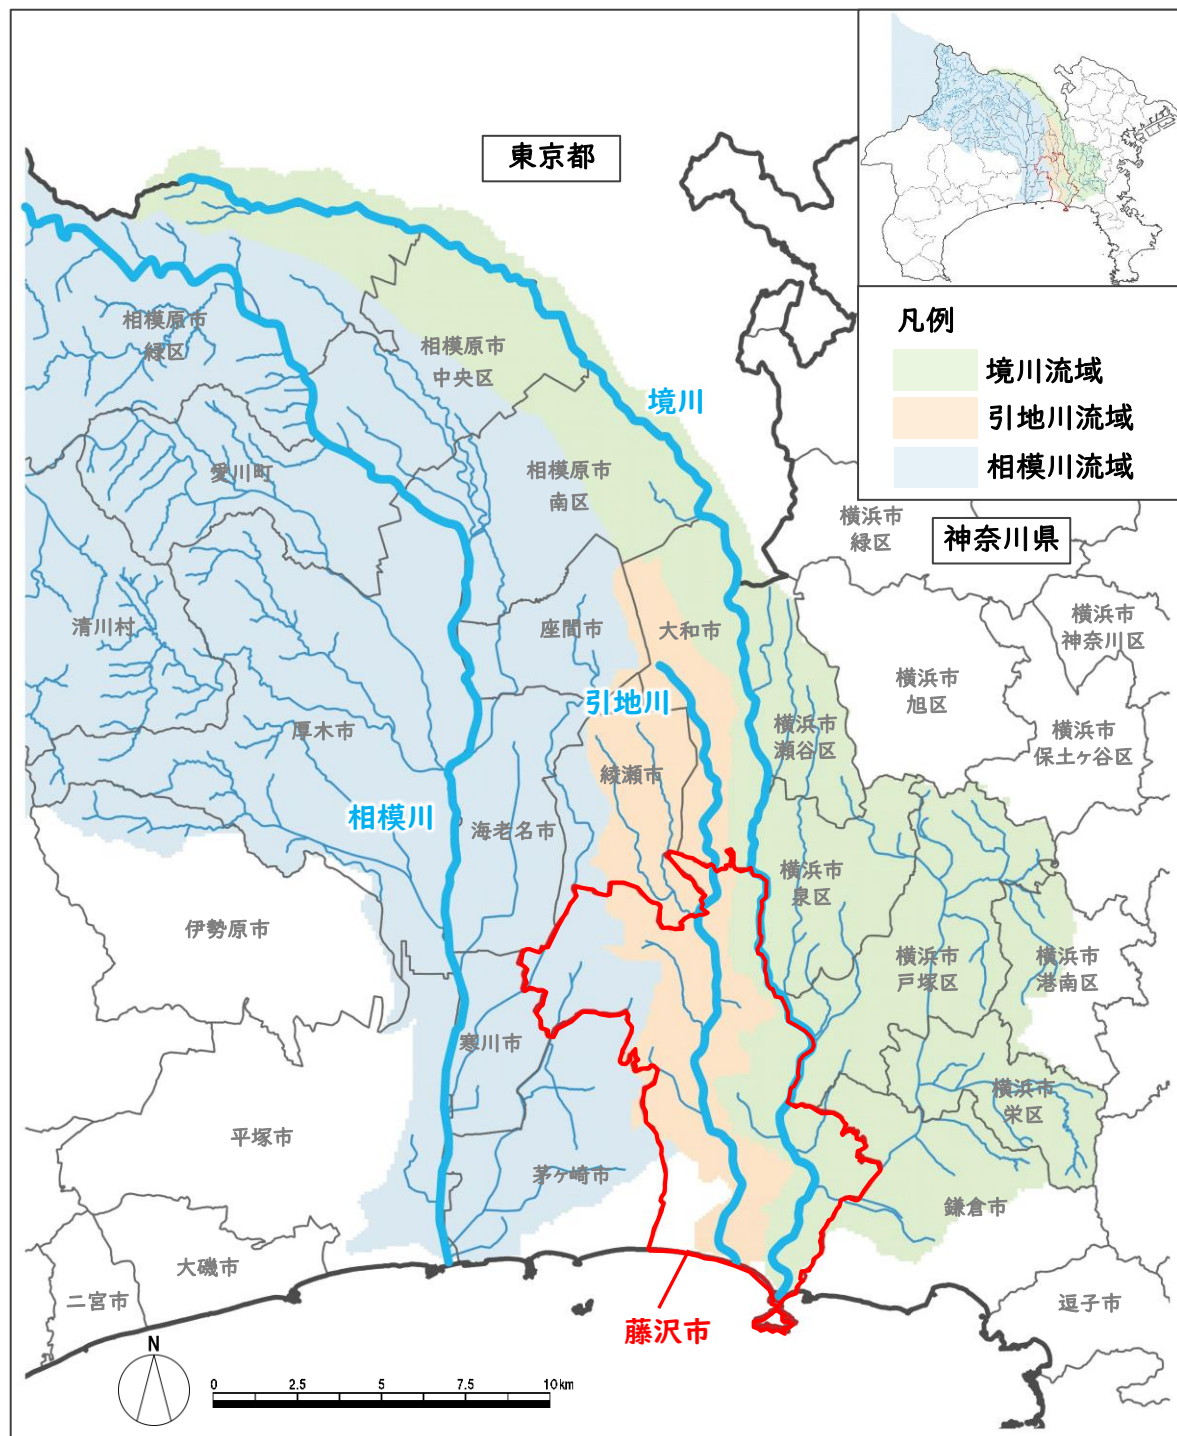 東京都
凡例
境川流域
引地川流域
相模川流域
相模原市
緑区
相模原市
中央区
境川
愛川町
相模原市
南区
横浜市
緑区
神奈川県
清川村
座間市
大和市
横浜市
神奈川区
横浜市
旭区
引地川
厚木市
横浜市
瀬谷区
横浜市
保土ヶ谷区
綾瀬市
相模川
海老名市
横浜市
泉区
伊勢原市
横浜市
戸塚区
横浜市
港南区
寒川市
横浜市
栄区
平塚市
茅ヶ崎市
鎌倉市
大磯市
二宮市
逗子市
藤沢市
N
0 2.5 5 7.5 10km